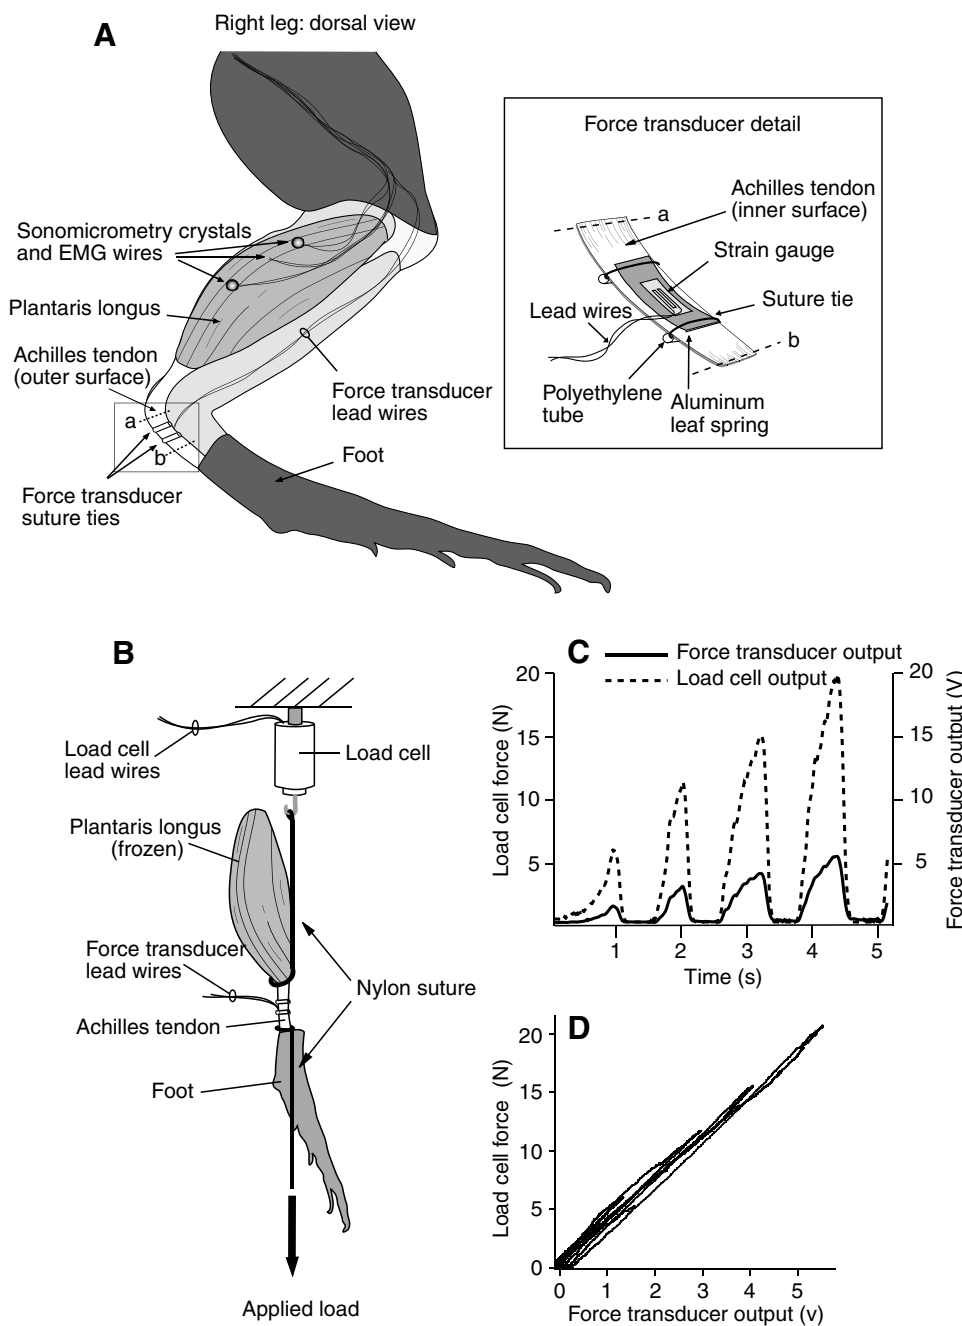 A
Right leg: dorsal view
Sonomicrometry crystals
and EMG wires
Plantaris longus
Achilles tendon
(outer surface)
a
b
Force transducer
suture ties
Force transducer
lead wires
Foot
Force transducer detail
a
Achilles tendon
(inner surface)
Strain gauge
Suture tie
Lead wires
b
Polyethylene
tube
Aluminum
leaf spring
B
Load cell
lead wires
Load cell
Plantaris longus
(frozen)
Force transducer
lead wires
Nylon suture
Achilles tendon
Foot
Applied load
C
Force transducer output
Load cell output
20
15
10
5
Load cell force (N)
20
15
10
5
Force transducer output (V)
1 2 3 4 5
Time (s)
D
20
15
10
5
0
Load cell force (N)
0 1 2 3 4 5
Force transducer output (v)